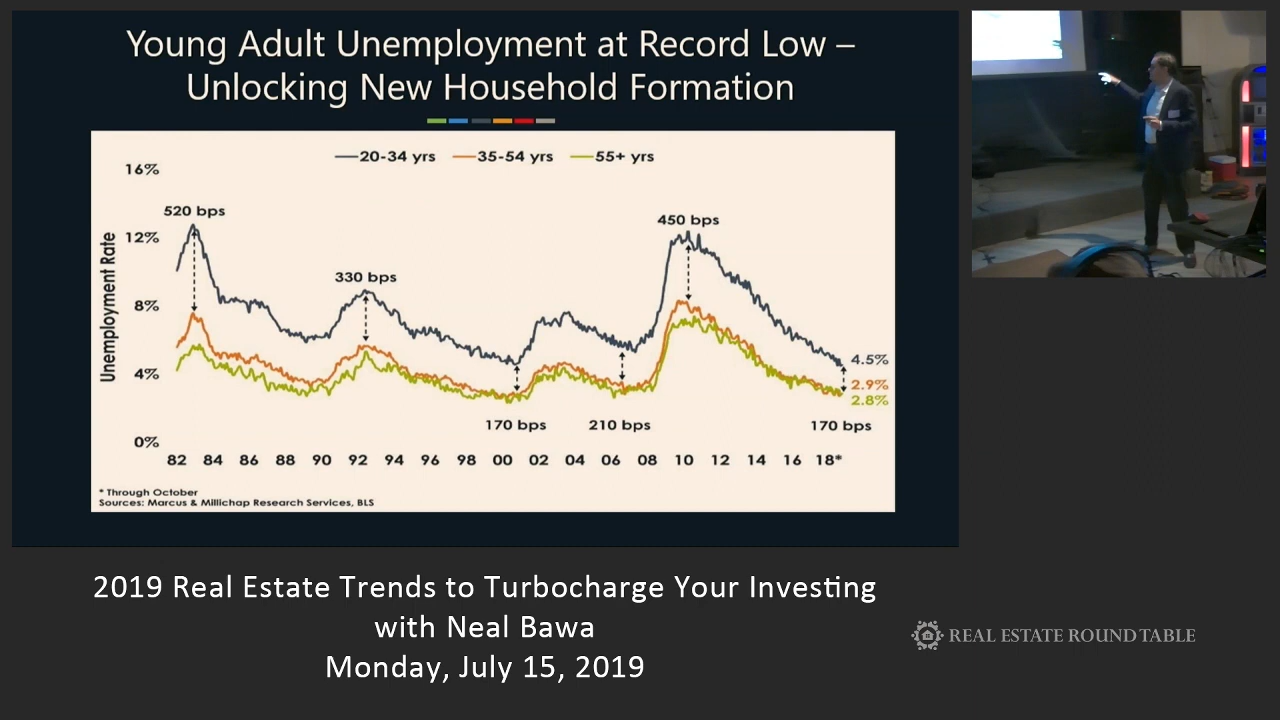 Young Adult Unemployment at Record Low –
Unlocking New Household Formation
20-34 yrs 35-54 yrs 55+ yrs
16%
520 bps
450 bps
12%
330 bps
8%
Unemployment Rate
4.5%
4%
2.9%
2.8%
170 bps 210 bps 170 bps
0%
82 84 86 88 90 92 94 96 98 00 02 04 06 08 10 12 14 16 18*
* Through October
Sources: Marcus & Millichap Research Services, BLS
2019 Real Estate Trends to Turbocharge Your Investing
with Neal Bawa
Monday, July 15, 2019
REAL ESTATE ROUND TABLE